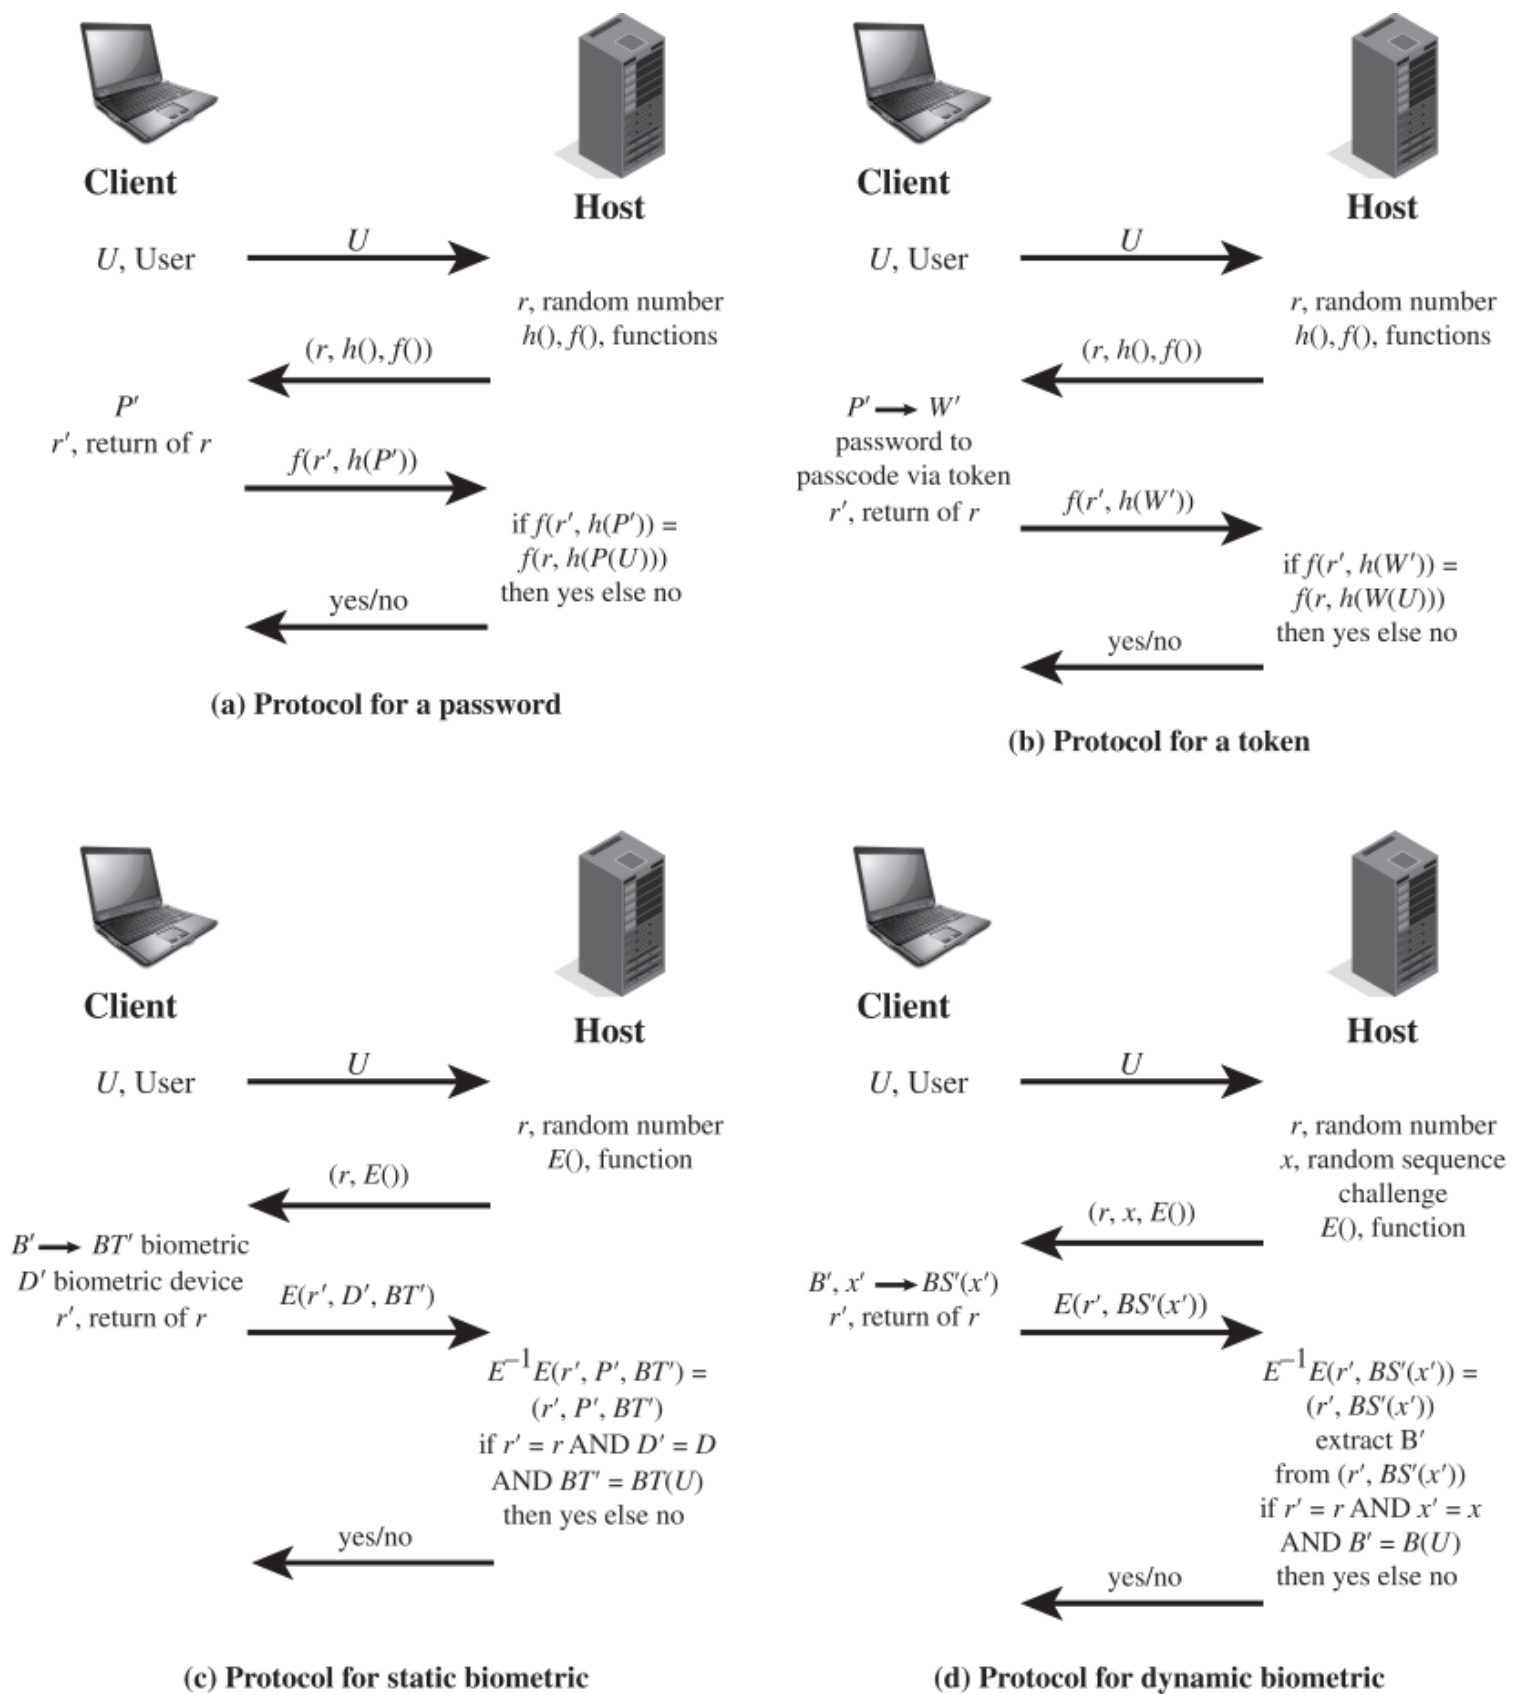 Client
Host
U, User
U
r, random number
h(), f(), functions
(r, h(), f())
P′
r′, return of r
f(r′, h(P′))
if f(r′, h(P′)) =
f(r, h(P(U)))
then yes else no
yes/no
(a) Protocol for a password
Client
Host
U, User
U
r, random number
h(), f(), functions
(r, h(), f())
P′ → W′
password to
passcode via token
r′, return of r
f(r′, h(W′))
if f(r′, h(W′)) =
f(r, h(W(U)))
then yes else no
yes/no
(b) Protocol for a token
Client
Host
U, User
U
r, random number
E(), function
(r, E())
B′ → BT′ biometric
D′ biometric device
r′, return of r
E(r′, D′, BT′)
E⁻¹E(r′, P′, BT′) =
(r′, P′, BT′)
if r′ = r AND D′ = D
AND BT′ = BT(U)
then yes else no
yes/no
(c) Protocol for static biometric
Client
Host
U, User
U
r, random number
x, random sequence
challenge
E(), function
(r, x, E())
B′, x′ → BS′(x′)
r′, return of r
E(r′, BS′(x′))
E⁻¹E(r′, BS′(x′)) =
(r′, BS′(x′))
extract B′
from (r′, BS′(x′))
if r′ = r AND x′ = x
AND B′ = B(U)
then yes else no
yes/no
(d) Protocol for dynamic biometric